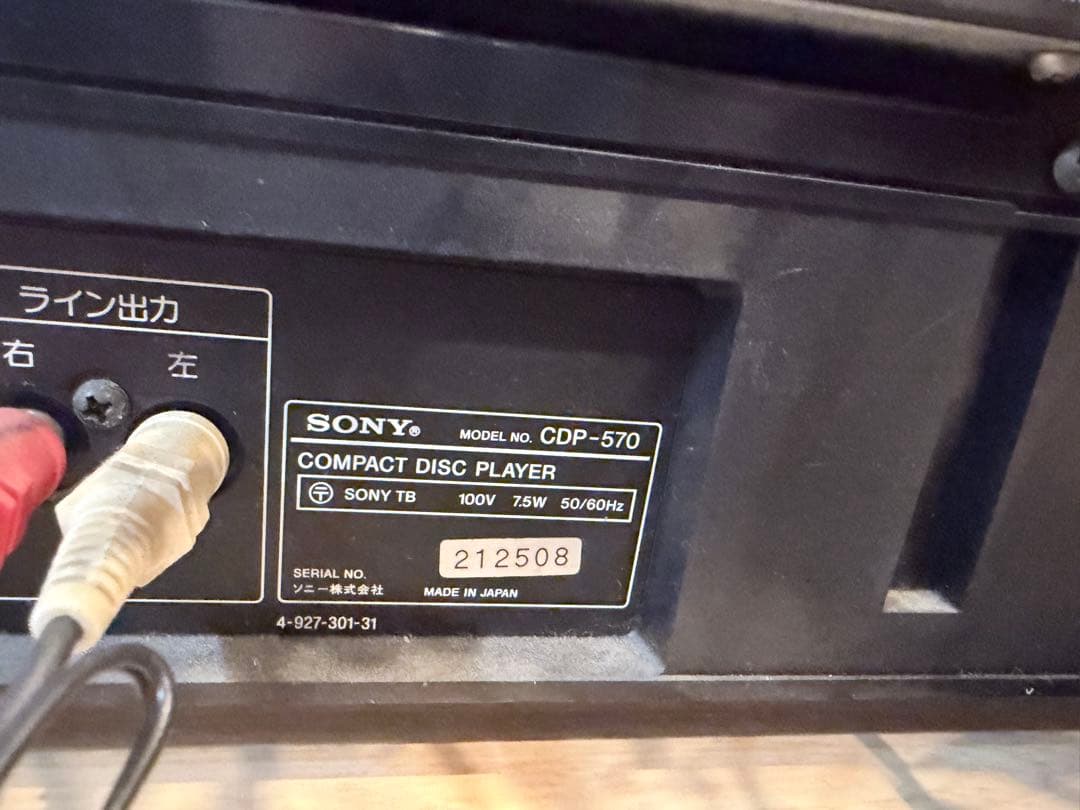 ライン出力
右 左
SONY® MODEL NO. CDP-570
COMPACT DISC PLAYER
〒 SONY TB 100V 7.5W 50/60Hz
212508
SERIAL NO.
ソニー株式会社 MADE IN JAPAN
4-927-301-31